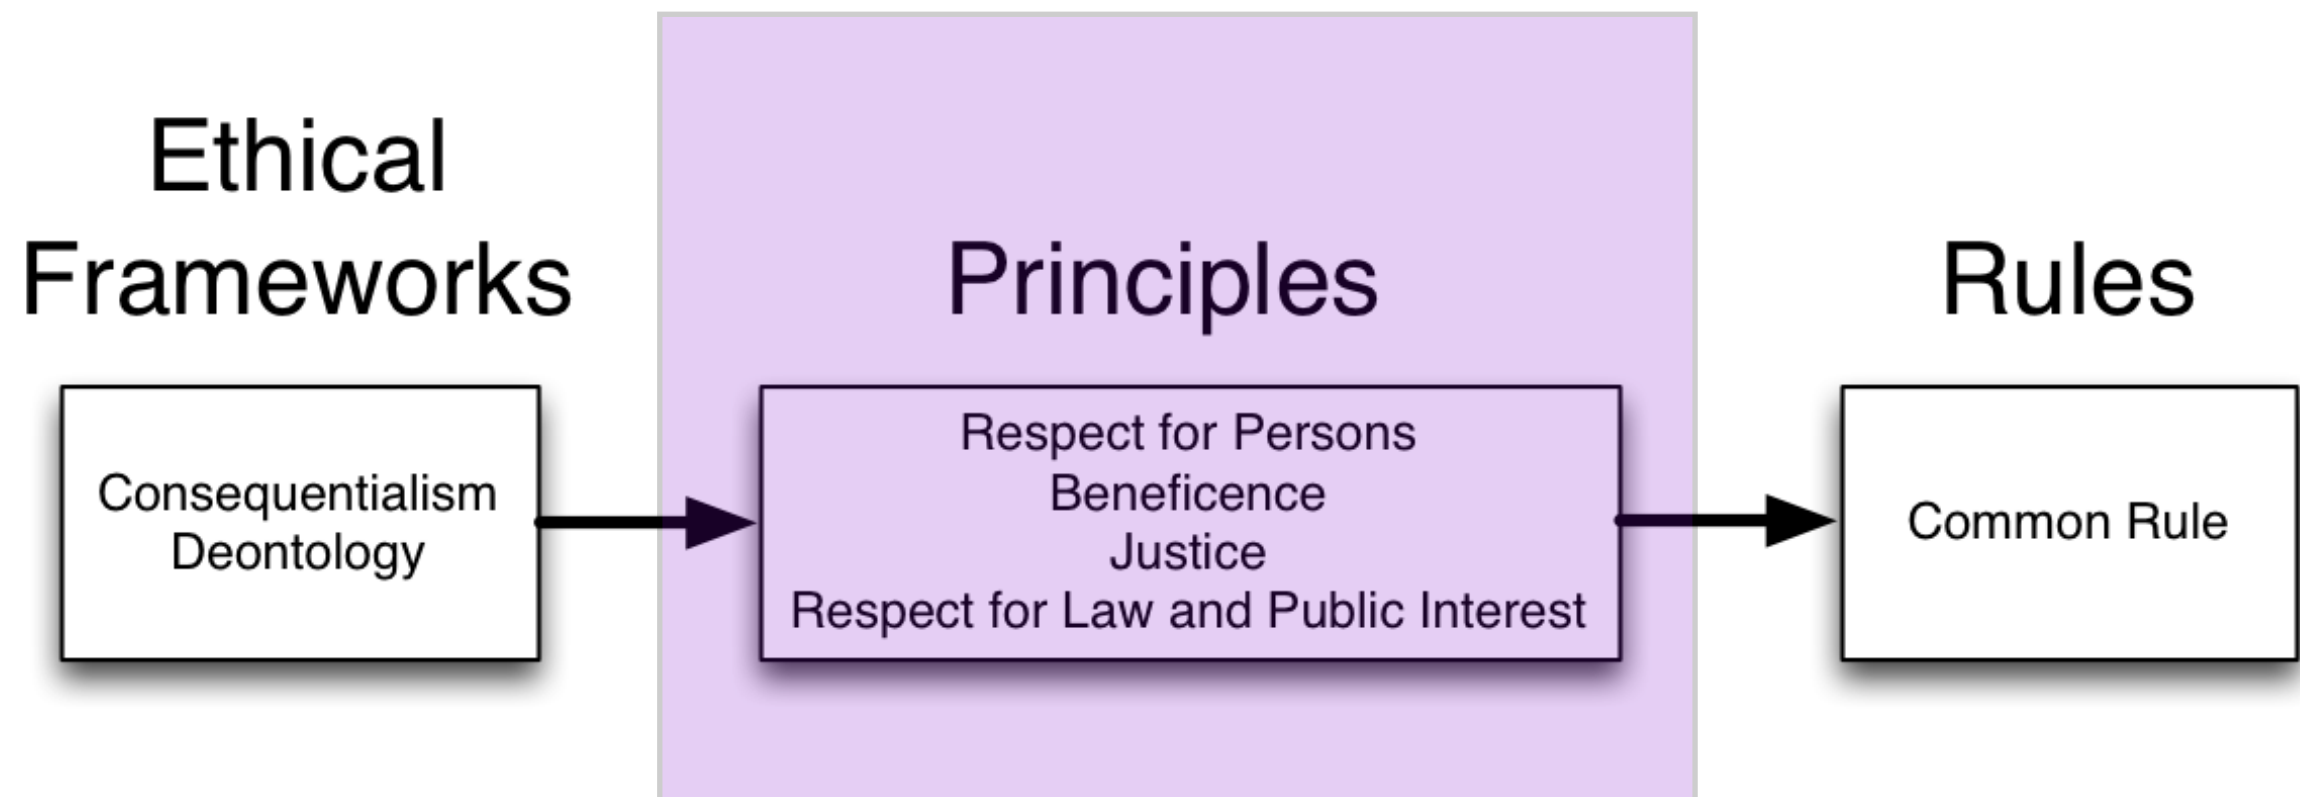 Ethical
Frameworks
Consequentialism
Deontology
Principles
Respect for Persons
Beneficence
Justice
Respect for Law and Public Interest
Rules
Common Rule